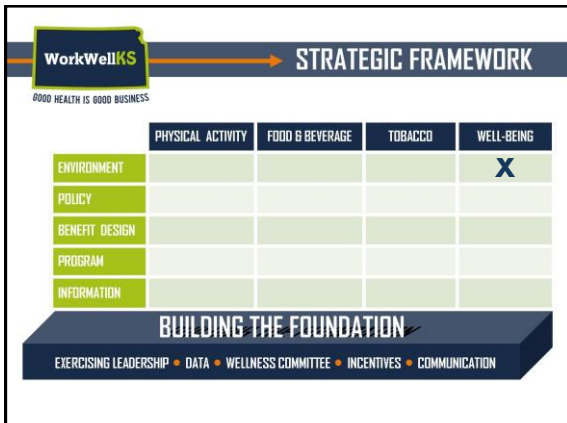 WorkWellKS
STRATEGIC FRAMEWORK
GOOD HEALTH IS GOOD BUSINESS
PHYSICAL ACTIVITY FOOD & BEVERAGE TOBACCO WELL-BEING
ENVIRONMENT X
POLICY
BENEFIT DESIGN
PROGRAM
INFORMATION
BUILDING THE FOUNDATION
EXERCISING LEADERSHIP • DATA • WELLNESS COMMITTEE • INCENTIVES • COMMUNICATION